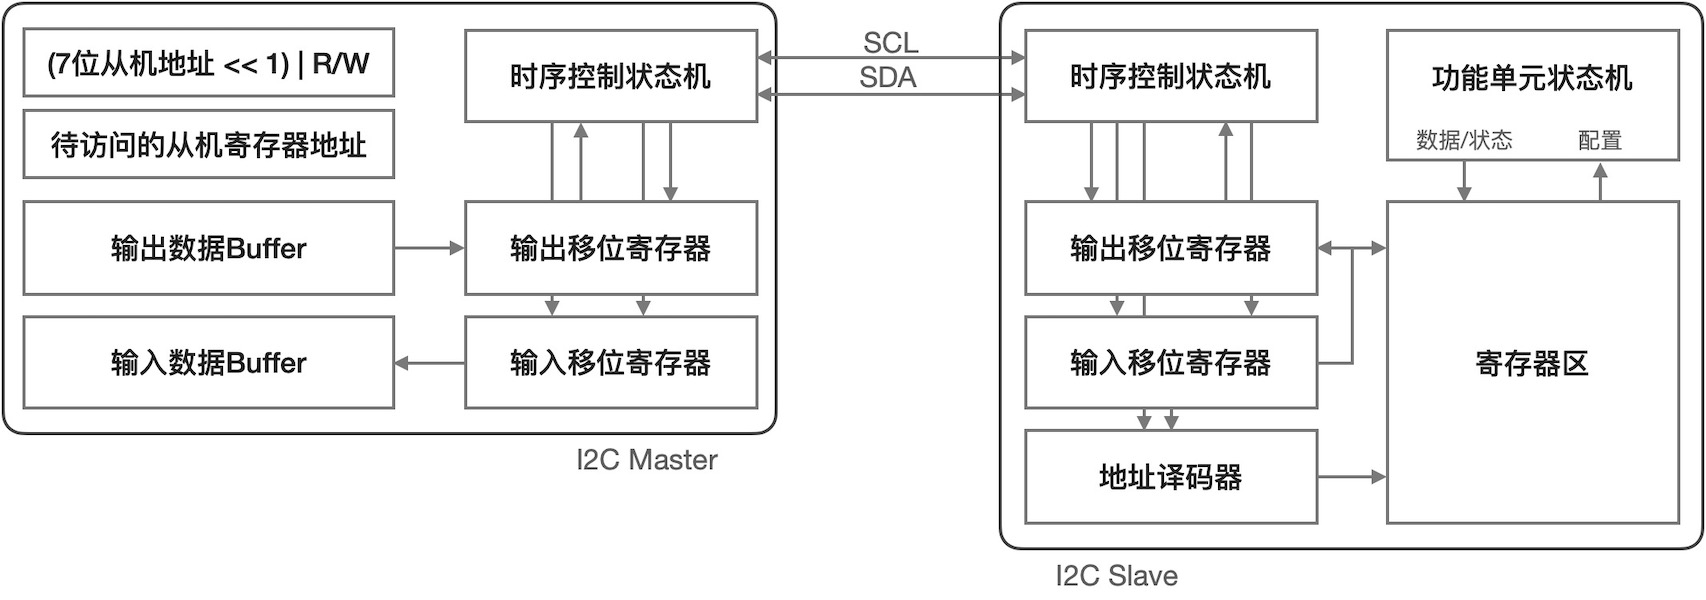 (7位从机地址 << 1) | R/W
待访问的从机寄存器地址
输出数据Buffer
输入数据Buffer
时序控制状态机
输出移位寄存器
输入移位寄存器
I2C Master
SCL
SDA
时序控制状态机
输出移位寄存器
输入移位寄存器
地址译码器
功能单元状态机
数据/状态
配置
寄存器区
I2C Slave